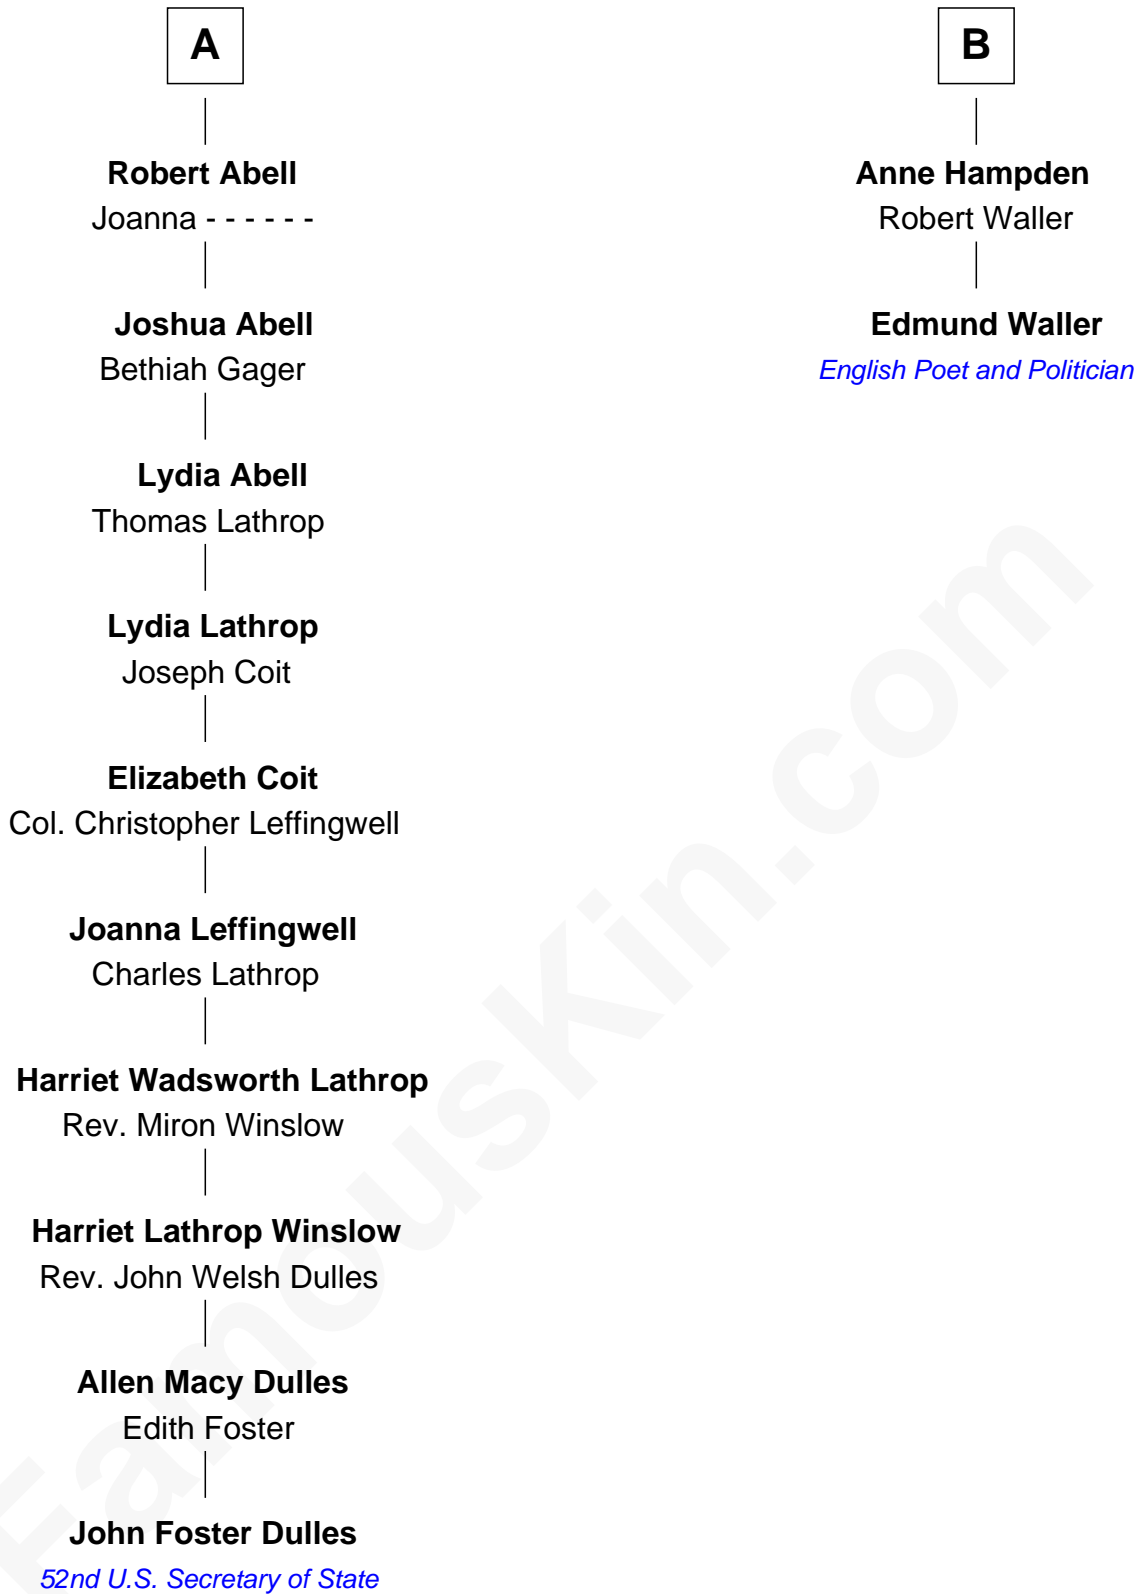 A
Robert Abell
Joanna - - - - - -
Joshua Abell
Bethiah Gager
Lydia Abell
Thomas Lathrop
Lydia Lathrop
Joseph Coit
Elizabeth Coit
Col. Christopher Leffingwell
Joanna Leffingwell
Charles Lathrop
Harriet Wadsworth Lathrop
Rev. Miron Winslow
Harriet Lathrop Winslow
Rev. John Welsh Dulles
Allen Macy Dulles
Edith Foster
John Foster Dulles
52nd U.S. Secretary of State
B
Anne Hampden
Robert Waller
Edmund Waller
English Poet and Politician
FamousKin.com